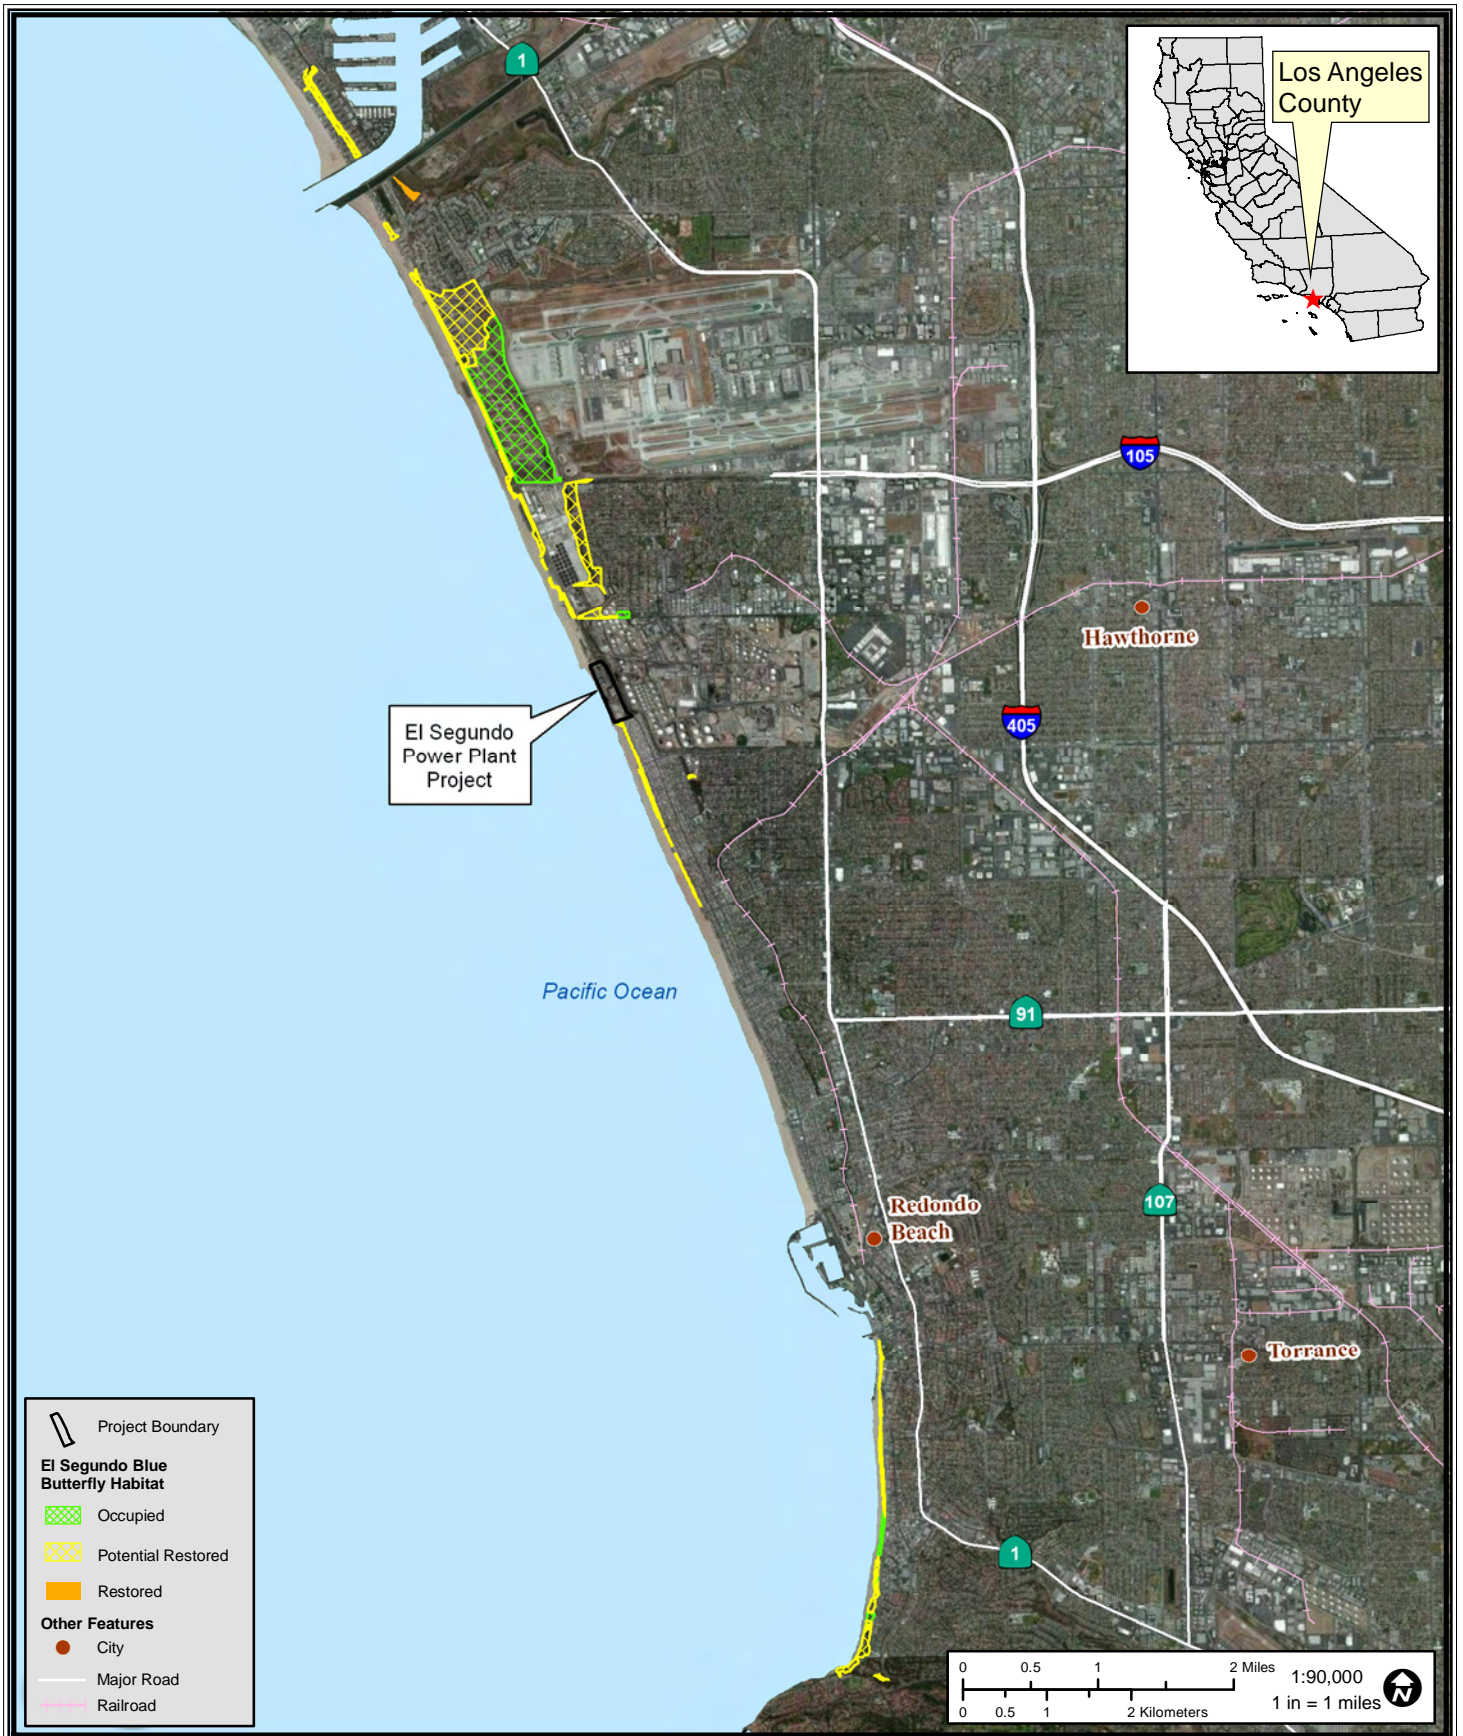 1
Los Angeles
County
105
Hawthorne
405
El Segundo
Power Plant
Project
Pacific Ocean
91
Redondo
Beach
107
Torrance
1
Project Boundary
El Segundo Blue
Butterfly Habitat
Occupied
Potential Restored
Restored
Other Features
City
Major Road
Railroad
0 0.5 1 2 Miles
0 0.5 1 2 Kilometers
1:90,000
1 in = 1 miles
N